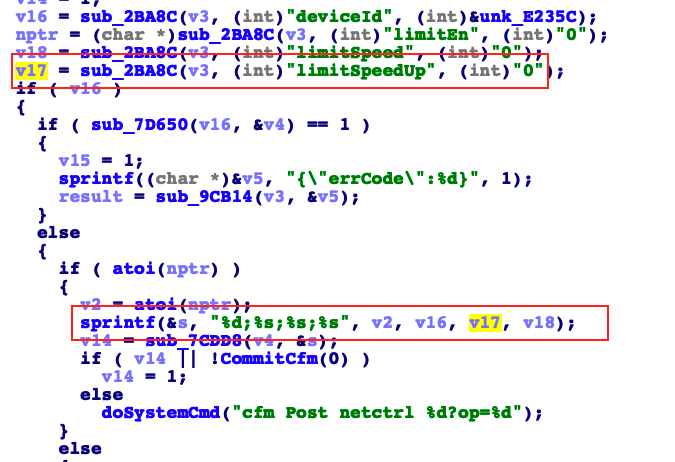 v16 = sub_2BA8C(v3, (int)"deviceId", (int)&unk_E235C);
nptr = (char *)sub_2BA8C(v3, (int)"limitEn", (int)"0");
v18 = sub_2BA8C(v3, (int)"limitSpeed", (int)"0");
v17 = sub_2BA8C(v3, (int)"limitSpeedUp", (int)"0");
if ( v16 )
{
if ( sub_7D650(v16, &v4) == 1 )
{
v15 = 1;
sprintf((char *)&v5, "{\"errCode\":%d}", 1);
result = sub_9CB14(v3, &v5);
}
else
{
if ( atoi(nptr) )
{
v2 = atoi(nptr);
sprintf(&s, "%d;%s;%s;%s", v2, v16, v17, v18);
v14 = sub_7CDD8(v4, &s);
if ( v14 || !CommitCfm(0) )
v14 = 1;
else
doSystemCmd("cfm Post netctrl %d?op=%d");
}
else